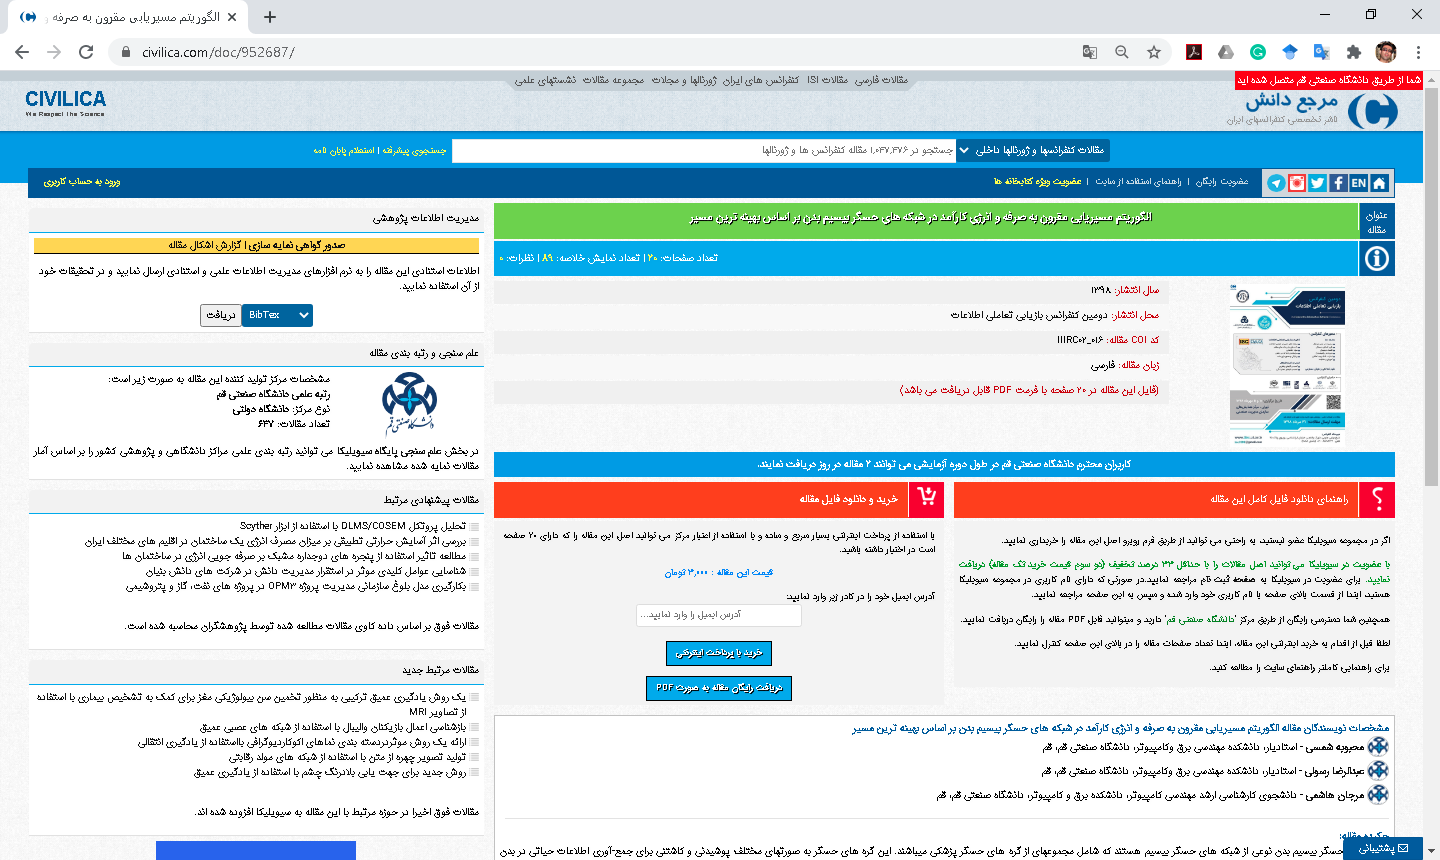 الگوریتم مسیریابی مقرون به صرفه و
civilica.com/doc/952687/
مقالات فارسی مقالات ISI کنفرانس های ایران ژورنالها و مجلات مجموعه مقالات نشستهای علمی
شما از طریق دانشگاه صنعتی قم متصل شده اید
مرجع دانش
ناشر تخصصی کنفرانسهای ایران
CIVILICA
We Respect the Science
مقالات کنفرانسها و ژورنالها داخلی
جستجو در ۱,۰۴۷,۴۷۶ مقاله کنفرانس ها و ژورنالها
جستجوی پیشرفته | استعلام پایان نامه
EN
عضویت رایگان | راهنمای استفاده از سایت | عضویت ویژه کتابخانه ها
ورود به حساب کاربری
عنوان
مقاله
الگوریتم مسیریابی مقرون به صرفه و انرژی کارآمد در شبکه های حسگر بیسیم بدن بر اساس بهینه ترین مسیر
تعداد صفحات: ۲۰ | تعداد نمایش خلاصه: ۸۹ | نظرات: ۰
سال انتشار: ۱۳۹۸
محل انتشار: دومین کنفرانس بازیابی تعاملی اطلاعات
کد COI مقاله: IIIRC02_016
زبان مقاله: فارسی
(فایل این مقاله در ۲۰ صفحه با فرمت PDF قابل دریافت می باشد)
کاربران محترم دانشگاه صنعتی قم در طول دوره آزمایشی می توانند ۲ مقاله در روز دریافت نمایند.
راهنمای دانلود فایل کامل این مقاله
اگر در مجموعه سیویلیکا عضو نیستید، به راحتی می توانید از طریق فرم روبرو اصل این مقاله را خریداری نمایید.
با عضویت در سیویلیکا می توانید اصل مقالات را با حداقل ۳۳ درصد تخفیف (دو سوم قیمت خرید تک مقاله) دریافت
نمایید. برای عضویت در سیویلیکا به صفحه ثبت نام مراجعه نمایید.در صورتی که دارای نام کاربری در مجموعه سیویلیکا
هستید، ابتدا از قسمت بالای صفحه با نام کاربری خود وارد شده و سپس به این صفحه مراجعه نمایید.
همچنین شما دسترسی رایگان از طریق مرکز 'دانشگاه صنعتی قم' دارید و میتوانید فایل PDF مقاله را رایگان دریافت نمایید.
لطفا قبل از اقدام به خرید اینترنتی این مقاله، ابتدا تعداد صفحات مقاله را در بالای این صفحه کنترل نمایید.
برای راهنمایی کاملتر راهنمای سایت را مطالعه کنید.
خرید و دانلود فایل مقاله
با استفاده از پرداخت اینترنتی بسیار سریع و ساده و با استفاده از اعتبار مرکز می توانید اصل این مقاله را که دارای ۲۰ صفحه
است در اختیار داشته باشید.
قیمت این مقاله : ۳,۰۰۰ تومان
آدرس ایمیل خود را در کادر زیر وارد نمایید:
آدرس ایمیل را وارد نمایید...
خرید با پرداخت اینترنتی
دریافت رایگان مقاله به صورت PDF
مشخصات نویسندگان مقاله الگوریتم مسیریابی مقرون به صرفه و انرژی کارآمد در شبکه های حسگر بیسیم بدن بر اساس بهینه ترین مسیر
محبوبه شمسی - استادیار، دانشکده مهندسی برق وکامپیوتر، دانشگاه صنعتی قم، قم
عبدالرضا رسولی - استادیار، دانشکده مهندسی برق وکامپیوتر، دانشگاه صنعتی قم، قم
مرجان هاشمی - دانشجوی کارشناسی ارشد مهندسی کامپیوتر، دانشکده برق و کامپیوتر، دانشگاه صنعتی قم، قم
چکیده مقاله:
حسگر بیسیم بدن نوعی از شبکه های حسگر بیسیم هستند که شامل مجموعهای از گره های حسگر پزشکی میباشند. این گره های حسگر به صورتهای مختلف پوشیدنی و کاشتنی برای جمع-آوری اطلاعات حیاتی در بدن
پشتیبانی
مدیریت اطلاعات پژوهشی
صدور گواهی نمایه سازی | گزارش اشکال مقاله
اطلاعات استنادی این مقاله را به نرم افزارهای مدیریت اطلاعات علمی و استنادی ارسال نمایید و در تحقیقات خود
از آن استفاده نمایید.
BibTex دریافت
علم سنجی و رتبه بندی مقاله
دانشگاه صنعتی قم
مشخصات مرکز تولید کننده این مقاله به صورت زیر است:
رتبه علمی دانشگاه صنعتی قم
نوع مرکز: دانشگاه دولتی
تعداد مقالات: ۶۴۷
در بخش علم سنجی پایگاه سیویلیکا می توانید رتبه بندی علمی مراکز دانشگاهی و پژوهشی کشور را بر اساس آمار
مقالات نمایه شده مشاهده نمایید.
مقالات پیشنهادی مرتبط
تحلیل پروتکل DLMS/COSEM با استفاده از ابزار Scyther
بررسی اثر آسایش حرارتی تطبیقی بر میزان مصرف انرژی یک ساختمان در اقلیم های مختلف ایران
مطالعه تاثیر استفاده از پنجره های دوجداره مشبک بر صرفه جویی انرژی در ساختمان ها
شناسایی عوامل کلیدی موثر در استقرار مدیریت دانش در شرکت های دانش بنیان
بکارگیری مدل بلوغ سازمانی مدیریت پروژه OPM3 در پروژه های نفت، گاز و پتروشیمی
مقالات فوق بر اساس داده کاوی مقالات مطالعه شده توسط پژوهشگران محاسبه شده است.
مقالات مرتبط جدید
یک روش یادگیری عمیق ترکیبی به منظور تخمین سن بیولوژیکی مغز برای کمک به تشخیص بیماری با استفاده
از تصاویر MRI
بازشناسی اعمال بازیکنان والیبال با استفاده از شبکه های عصبی عمیق
ارائه یک روش موثردردسته بندی نماهای اکوکاردیوگرافی بااستفاده از یادگیری انتقالی
تولید تصویر چهره از متن با استفاده از شبکه های مولد رقابتی
روش جدید برای جهت یابی بلادرنگ چشم با استفاده از یادگیری عمیق
مقالات فوق اخیرا در حوزه مرتبط با این مقاله به سیویلیکا افزوده شده اند.